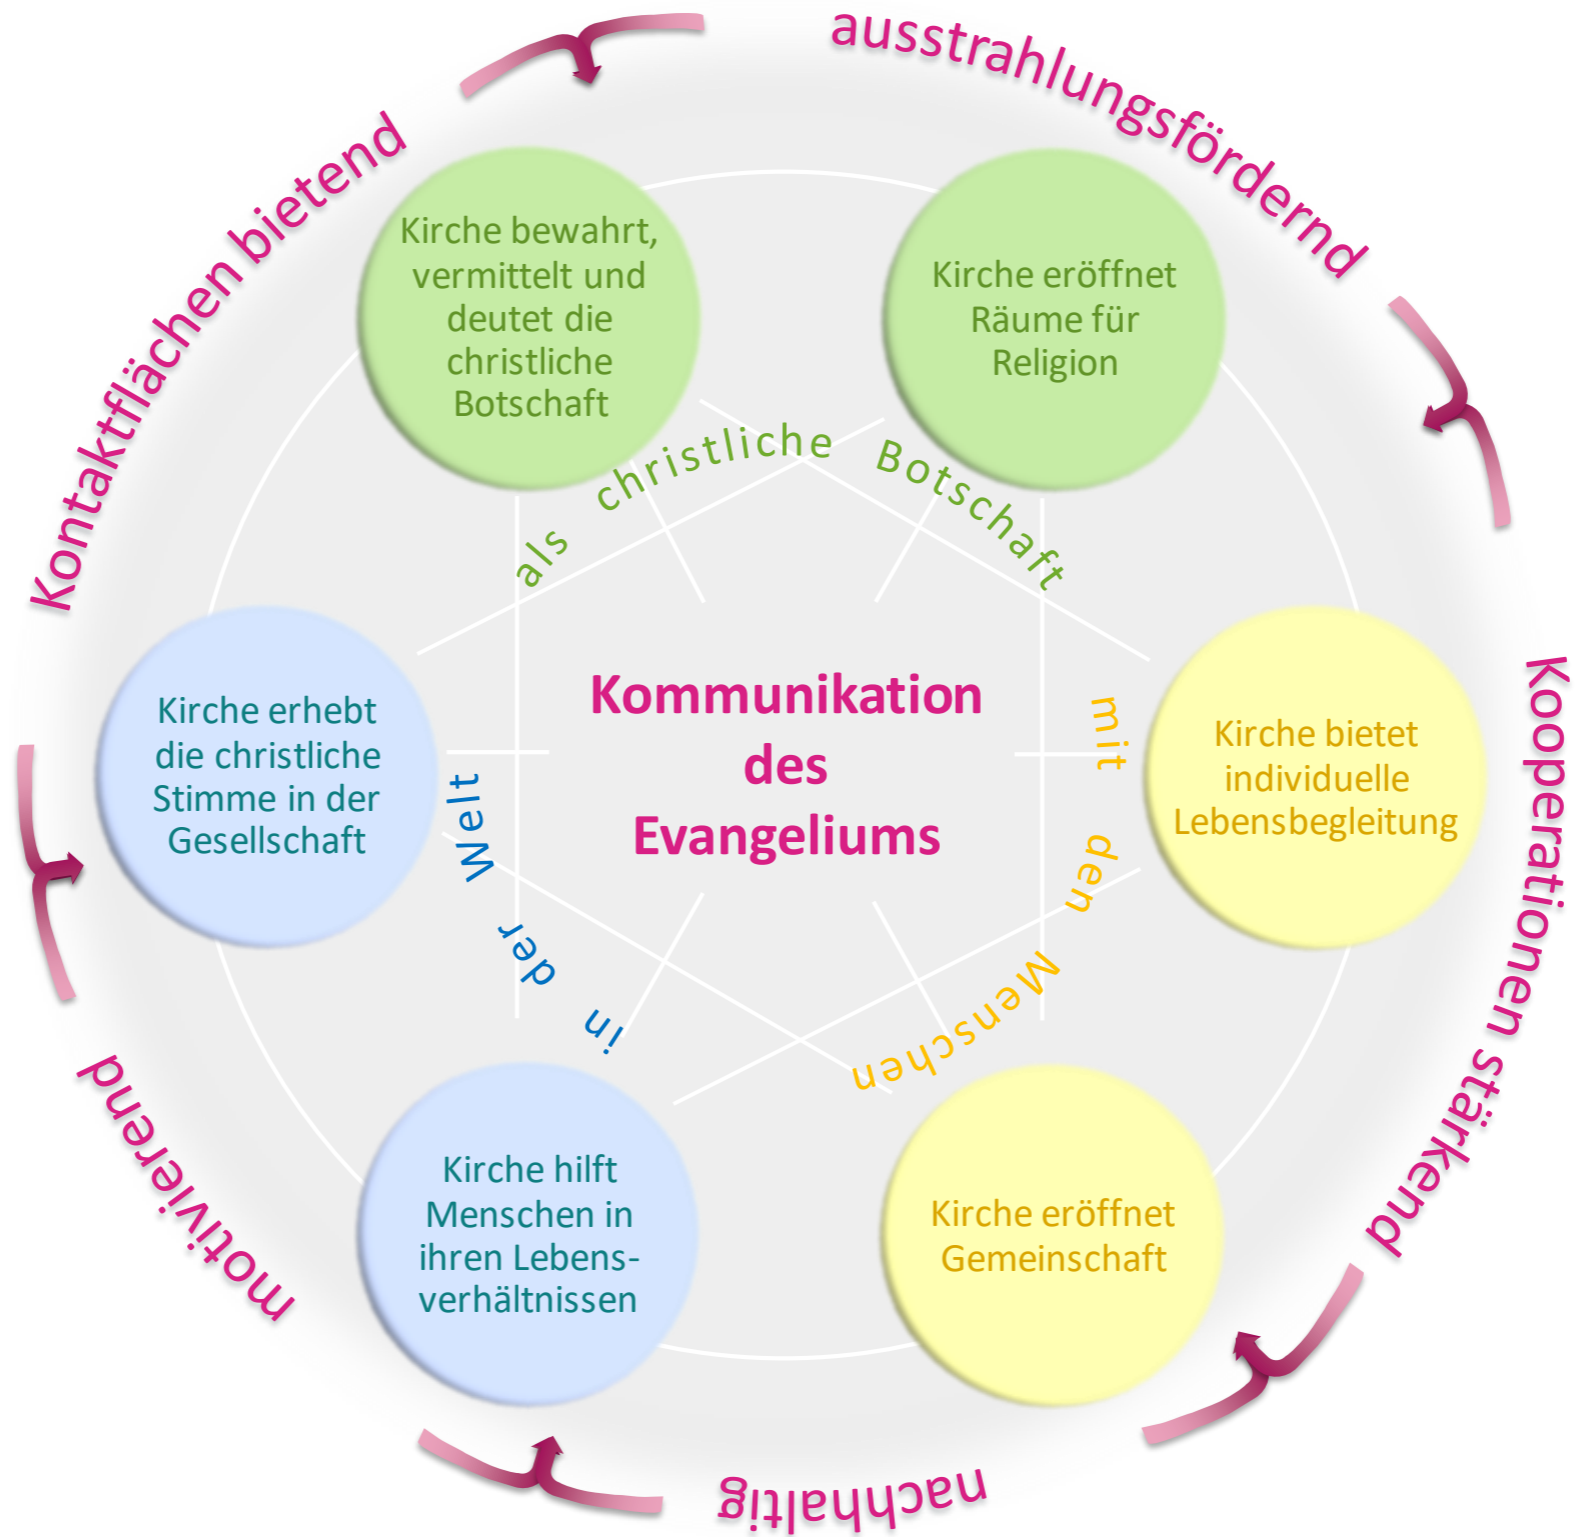 ausstrahlungsfördernd
Kontaktflächen bietend
Kirche bewahrt,
vermittelt und
deutet die
christliche
Botschaft
Kirche eröffnet
Räume für
Religion
als christliche Botschaft
Kirche erhebt
die christliche
Stimme in der
Gesellschaft
Kommunikation
des
Evangeliums
mit den Menschen
Kirche bietet
individuelle
Lebensbegleitung
Kooperationen stärkend
in der Welt
Kirche hilft
Menschen in
ihren Lebens-
verhältnissen
Kirche eröffnet
Gemeinschaft
motivierend
nachhaltig